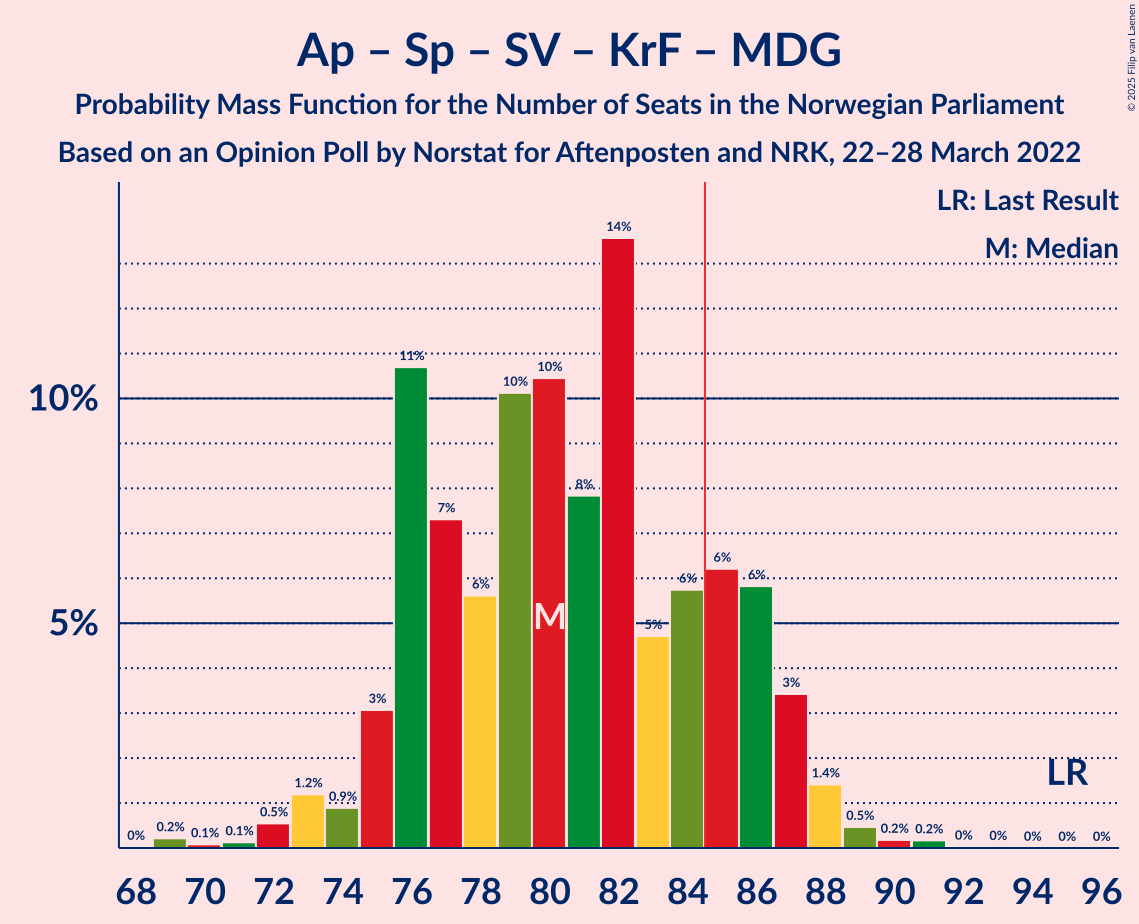 Ap – Sp – SV – KrF – MDG
Probability Mass Function for the Number of Seats in the Norwegian Parliament
Based on an Opinion Poll by Norstat for Aftenposten and NRK, 22–28 March 2022
© 2025 Filip van Laenen
LR: Last Result
M: Median
10%
5%
0% 0.2% 0.1% 0.1% 0.5% 1.2% 0.9% 3% 11% 7% 6% 10% 10% 8% 14% 5% 6% 6% 6% 3% 1.4% 0.5% 0.2% 0.2% 0% 0% 0% 0% 0%
M
LR
68 70 72 74 76 78 80 82 84 86 88 90 92 94 96